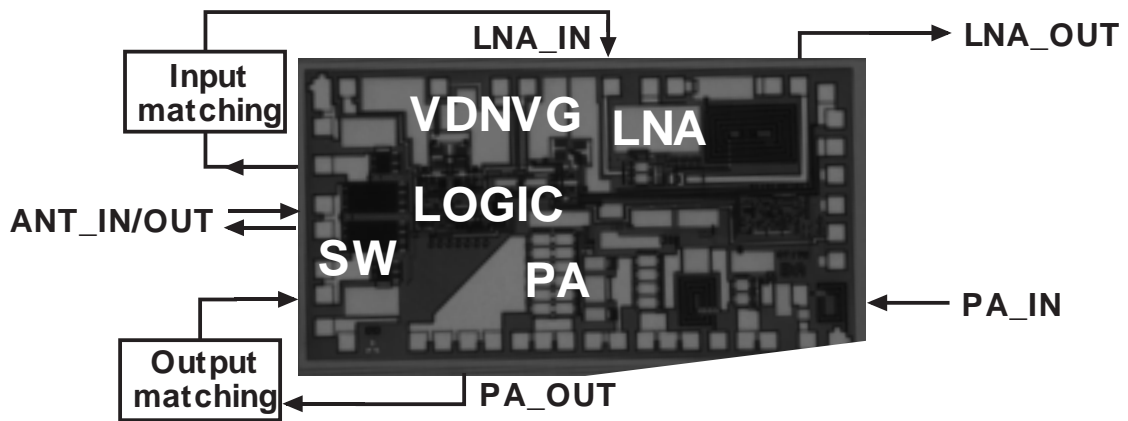 LNA_IN
LNA_OUT
Input
matching
VDNVG
LNA
LOGIC
ANT_IN/OUT
SW
PA
PA_IN
Output
matching
PA_OUT